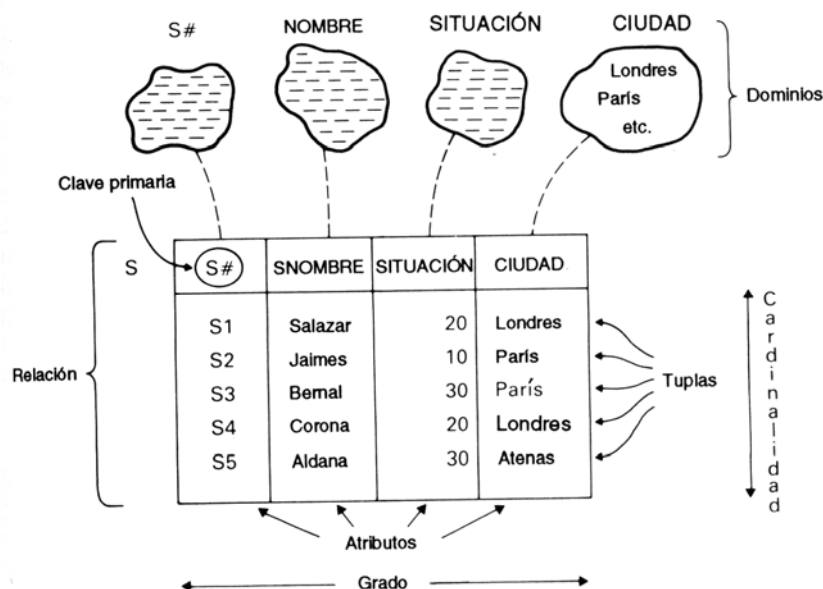 S# NOMBRE SITUACIÓN CIUDAD
Londres
París
etc.
Dominios
Clave primaria
S S# SNOMBRE SITUACIÓN CIUDAD
S1 Salazar 20 Londres
S2 Jaimes 10 París
S3 Bernal 30 París
S4 Corona 20 Londres
S5 Aldana 30 Atenas
Relación
Tuplas
Cardinalidad
Atributos
Grado